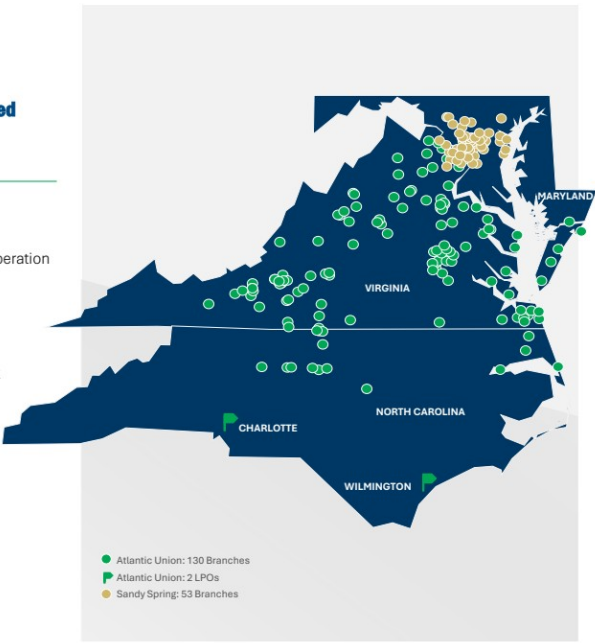 ed
peration
MARYLAND
VIRGINIA
NORTH CAROLINA
CHARLOTTE
WILMINGTON
Atlantic Union: 130 Branches
Atlantic Union: 2 LPOs
Sandy Spring: 53 Branches